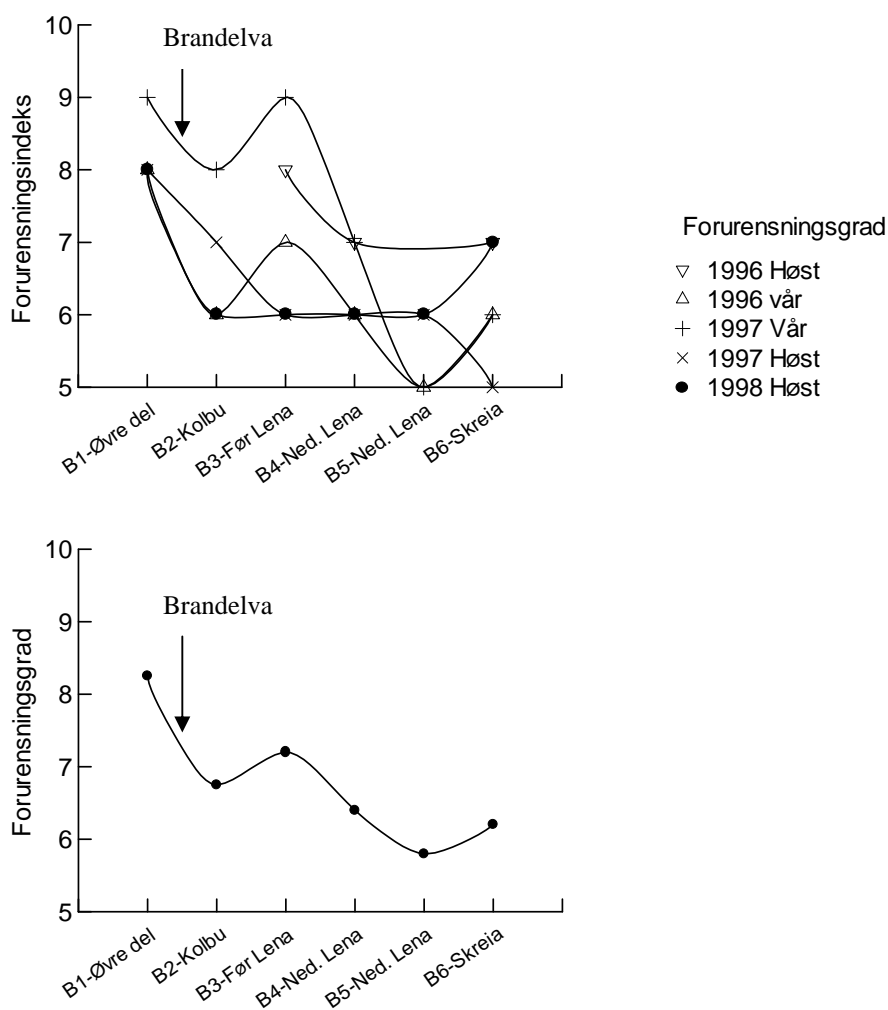 10
Brandelva
9
8
7
6
5
Forurensningsindeks
B1-Øvre del
B2-Kolbu
B3-Før Lena
B4-Ned. Lena
B5-Ned. Lena
B6-Skreia
Forurensningsgrad
1996 Høst
1996 vår
1997 Vår
1997 Høst
1998 Høst
10
9
Brandelva
8
7
6
5
Forurensningsgrad
B1-Øvre del
B2-Kolbu
B3-Før Lena
B4-Ned. Lena
B5-Ned. Lena
B6-Skreia